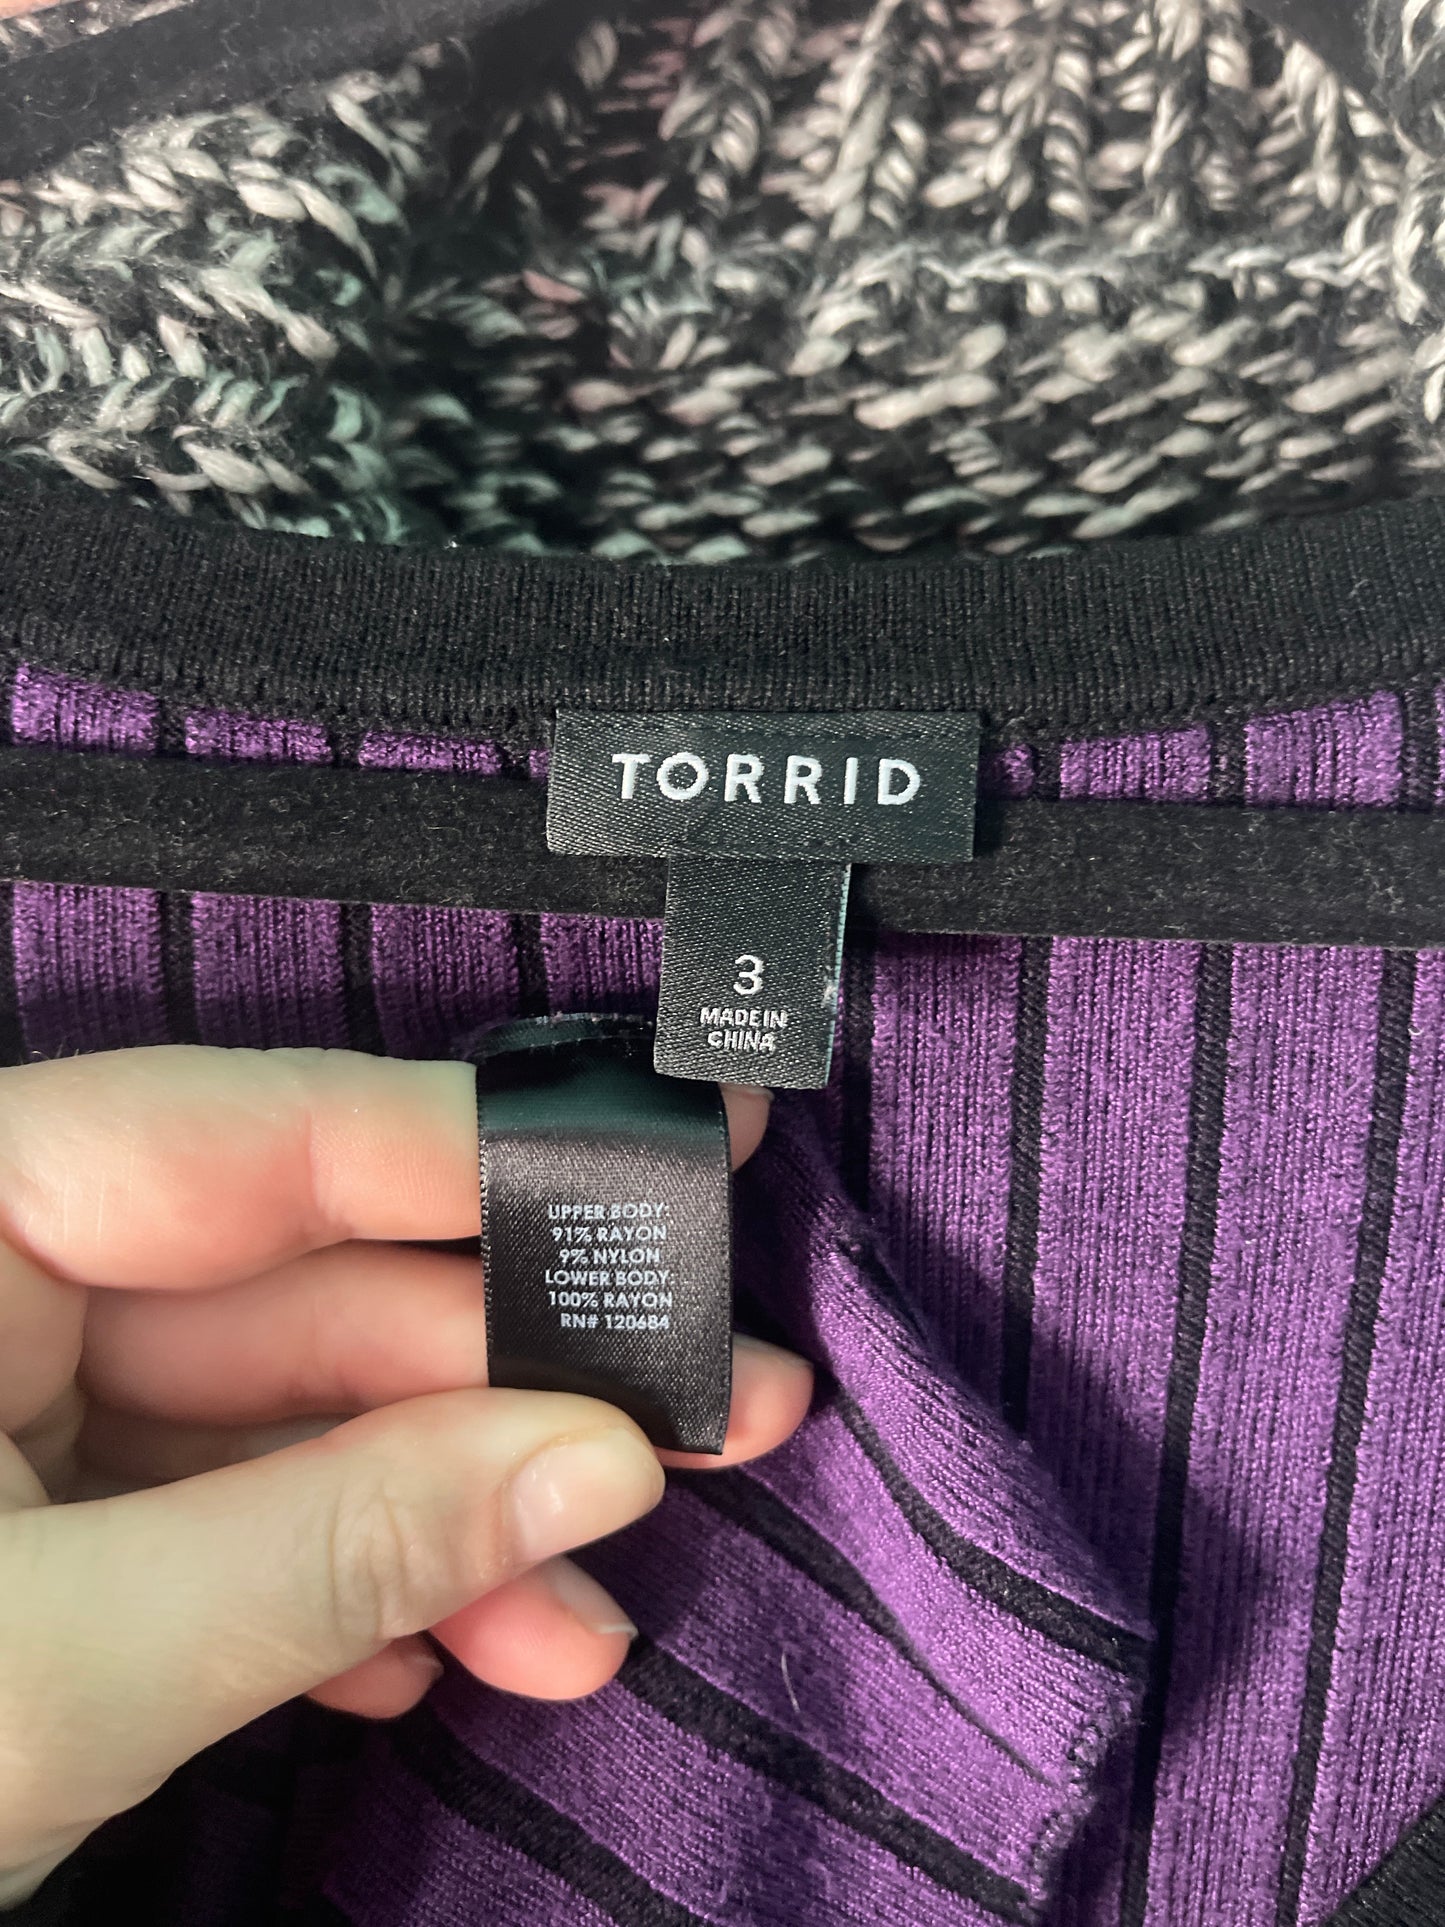 TORRID
3
MADE IN
CHINA
UPPER BODY:
91% RAYON
9% NYLON
LOWER BODY:
100% RAYON
RN# 120684